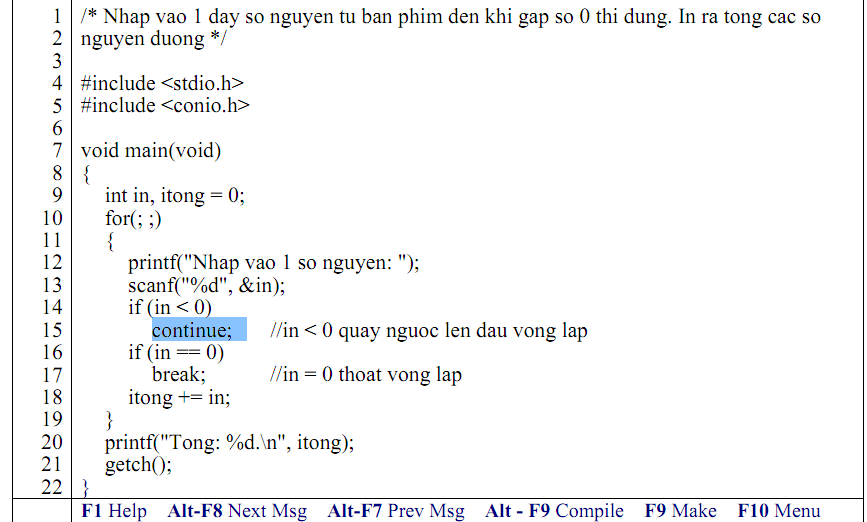 1 /* Nhap vao 1 day so nguyen tu ban phim den khi gap so 0 thi dung. In ra tong cac so
2 nguyen duong */
3
4 #include <stdio.h>
5 #include <conio.h>
6
7 void main(void)
8 {
9 int in, itong = 0;
10 for(; ;)
11 {
12 printf("Nhap vao 1 so nguyen: ");
13 scanf("%d", &in);
14 if (in < 0)
15 continue; //in < 0 quay nguoc len dau vong lap
16 if (in == 0)
17 break; //in = 0 thoat vong lap
18 itong += in;
19 }
20 printf("Tong: %d.\n", itong);
21 getch();
22 }
F1 Help Alt-F8 Next Msg Alt-F7 Prev Msg Alt - F9 Compile F9 Make F10 Menu